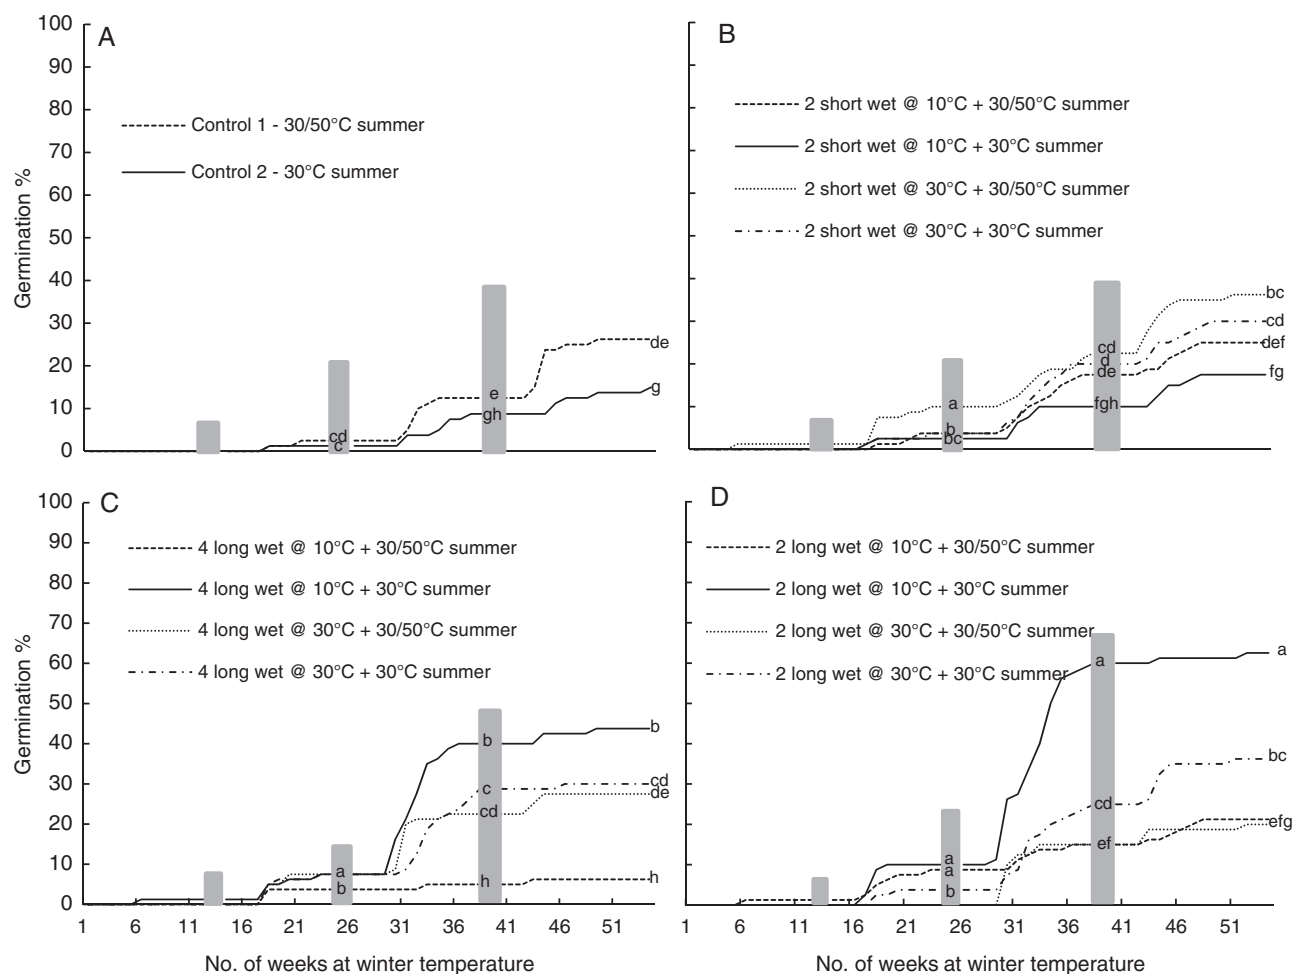 A
100
90
80
70
60
50
40
30
20
10
0
Germination %
Control 1 - 30/50°C summer
Control 2 - 30°C summer
cd
c
e
gh
de
g
B
2 short wet @ 10°C + 30/50°C summer
2 short wet @ 10°C + 30°C summer
2 short wet @ 30°C + 30/50°C summer
2 short wet @ 30°C + 30°C summer
a
b
bc
cd
d
de
fgh
bc
cd
def
fg
C
100
90
80
70
60
50
40
30
20
10
0
Germination %
4 long wet @ 10°C + 30/50°C summer
4 long wet @ 10°C + 30°C summer
4 long wet @ 30°C + 30/50°C summer
4 long wet @ 30°C + 30°C summer
a
b
b
c
cd
h
b
cd
de
h
1 6 11 16 21 26 31 36 41 46 51
No. of weeks at winter temperature
D
2 long wet @ 10°C + 30/50°C summer
2 long wet @ 10°C + 30°C summer
2 long wet @ 30°C + 30/50°C summer
2 long wet @ 30°C + 30°C summer
a
a
b
a
cd
ef
a
bc
efg
1 6 11 16 21 26 31 36 41 46 51
No. of weeks at winter temperature